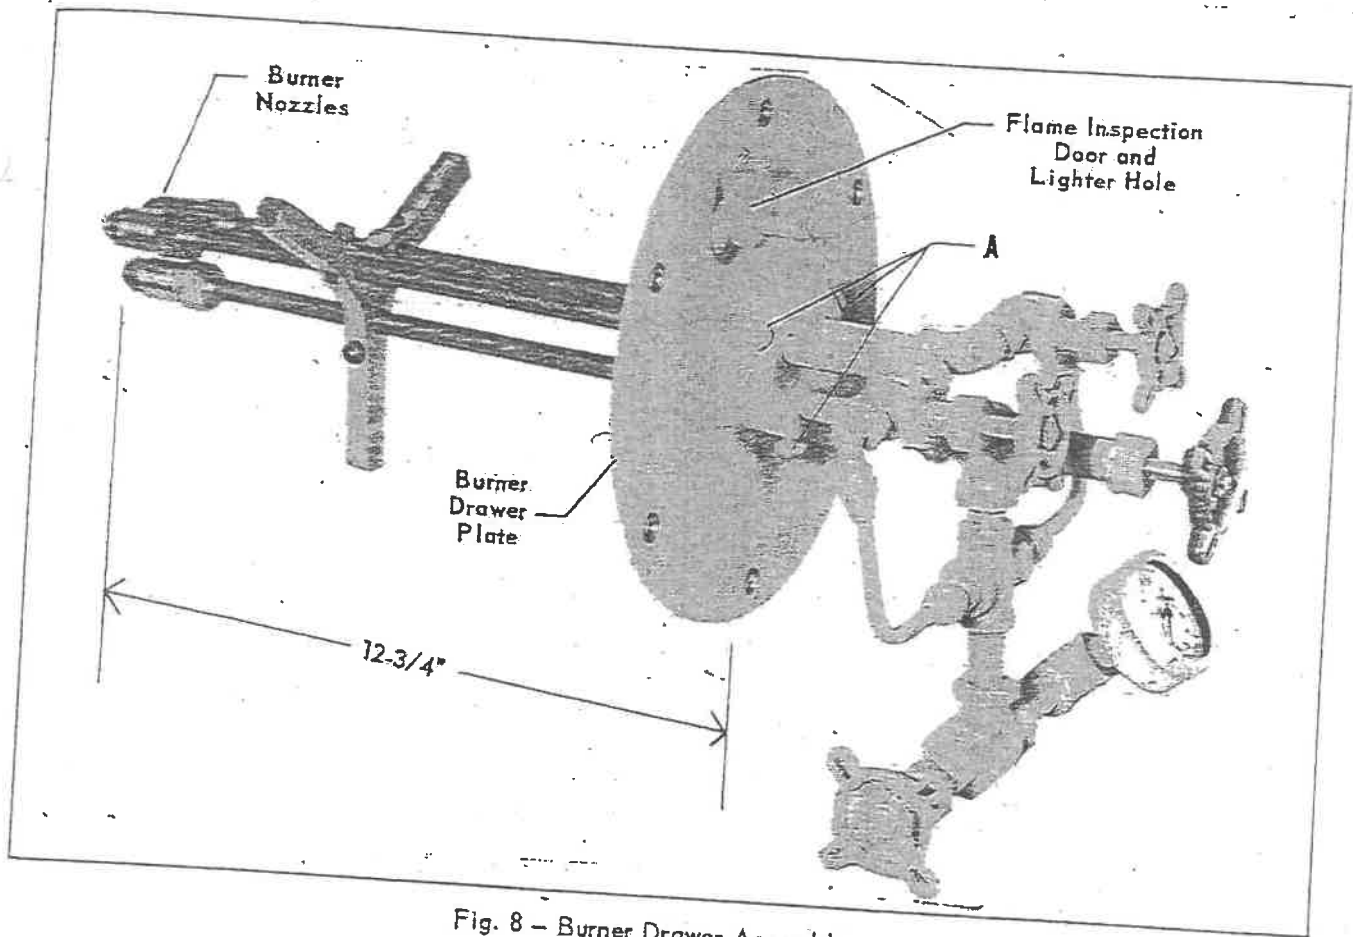 Burner
Nozzles
Flame Inspection
Door and
Lighter Hole
A
Burner
Drawer
Plate
12-3/4"
Fig. 8 – Burner Drawer